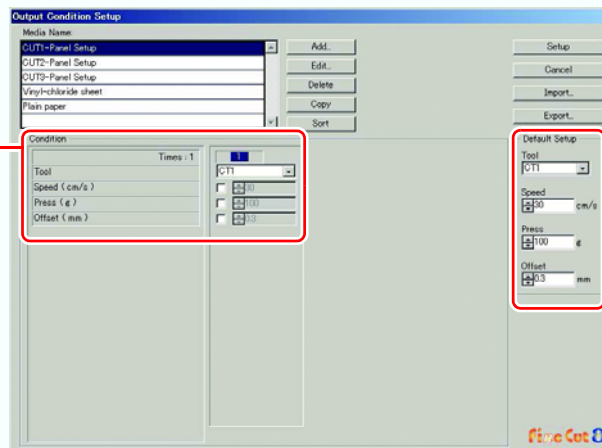 Output Condition Setup
Media Name:
CUT1-Panel Setup
CUT2-Panel Setup
CUT3-Panel Setup
Vinyl-chloride sheet
Plain paper
Add..
Edit..
Delete
Copy
Sort
Setup
Cancel
Import..
Export..
Condition
Times : 1
1
Tool
CT1
Speed (cm/s)
30
Press (g)
100
Offset (mm)
0.3
Default Setup
Tool
CT1
Speed
30 cm/s
Press
100 g
Offset
0.3 mm
Fine Cut 8